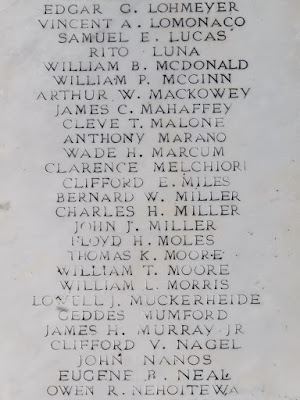 EDGAR G. LOHMEYER
VINCENT A. LOMONACO
SAMUEL E. LUCAS
RITO LUNA
WILLIAM B. MCDONALD
WILLIAM P. MCGINN
ARTHUR W. MACKOWEY
JAMES C. MAHAFFEY
CLEVE T. MALONE
ANTHONY MARANO
WADE H. MARCUM
CLARENCE MELCHIORI
CLIFFORD E. MILES
BERNARD W. MILLER
CHARLES H. MILLER
JOHN J. MILLER
FLOYD H. MOLES
THOMAS K. MOORE
WILLIAM T. MOORE
WILLIAM L. MORRIS
LOWELL J. MUCKERHEIDE
GEDDES MUMFORD
JAMES H. MURRAY JR
CLIFFORD V. NAGEL
JOHN NANOS
EUGENE B. NEAL
OWEN R. NEHOITEWA